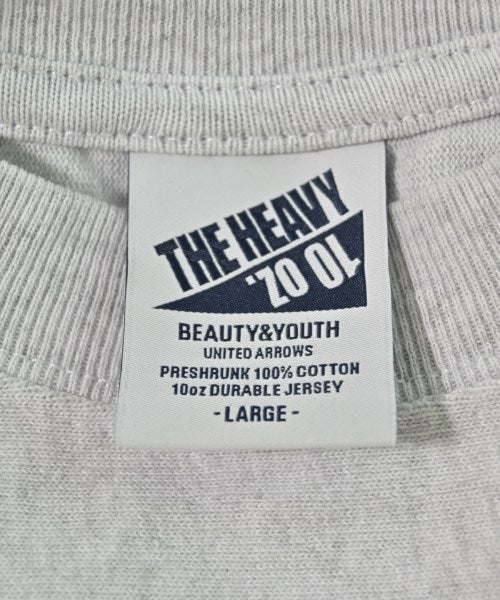 THE HEAVY
10 OZ.
BEAUTY&YOUTH
UNITED ARROWS
PRESHRUNK 100% COTTON
10oz DURABLE JERSEY
-LARGE-